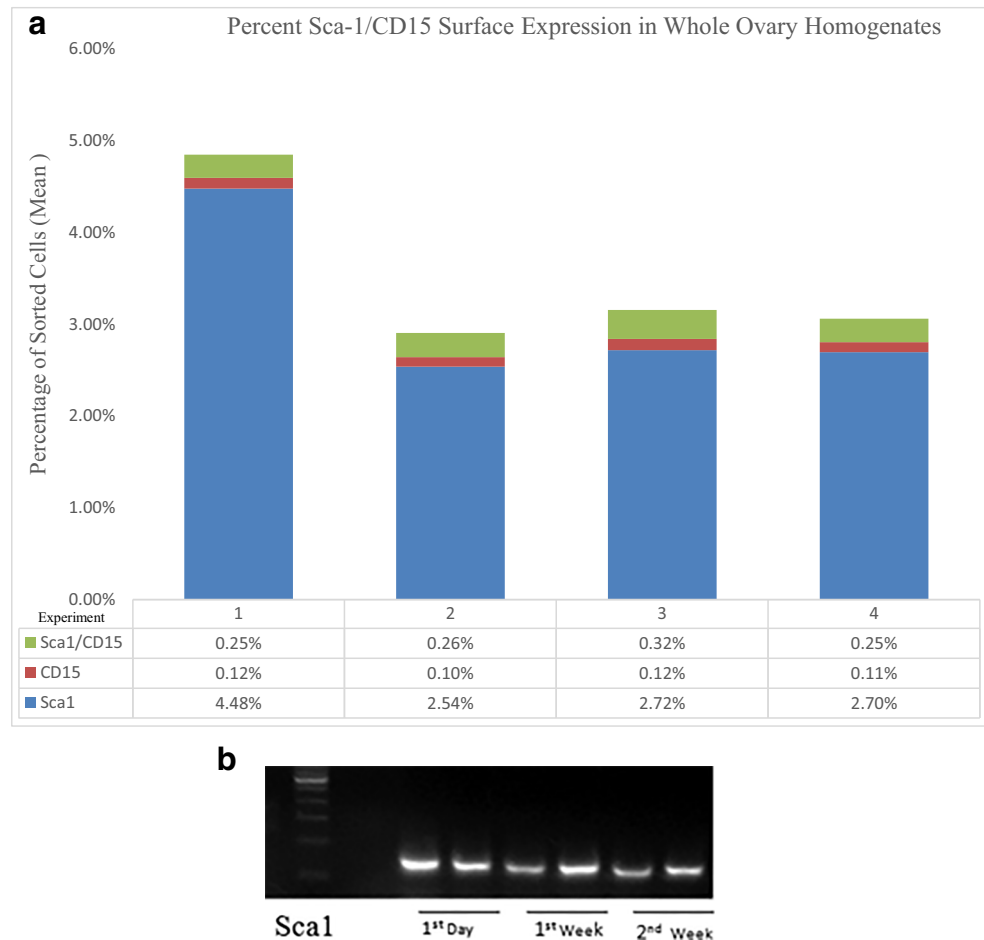 a
Percent Sca-1/CD15 Surface Expression in Whole Ovary Homogenates
Percentage of Sorted Cells (Mean )
6.00%
5.00%
4.00%
3.00%
2.00%
1.00%
0.00%
Experiment 1 2 3 4
Sca1/CD15 0.25% 0.26% 0.32% 0.25%
CD15 0.12% 0.10% 0.12% 0.11%
Sca1 4.48% 2.54% 2.72% 2.70%
b
Sca1 1st Day 1st Week 2nd Week